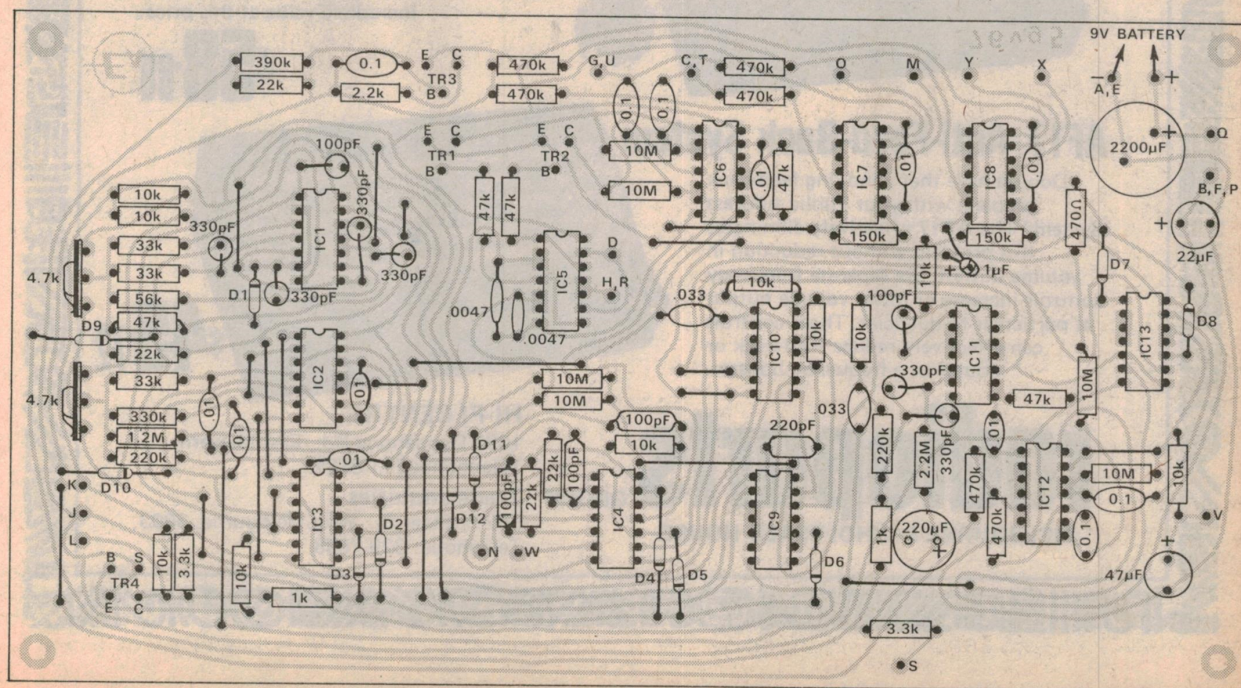 9V BATTERY
390k 0.1 E C TR3 B 470k G,U C,T 470k O M Y X − + A,E
22k 2.2k 470k 0.1 0.1 470k
100pF E C TR1 B E C TR2 B 10M IC6 .01 47k IC7 .01 IC8 .01 2200µF + Q
10k IC1 330pF 47k 47k 10M 470Ω B,F,P
10k
33k 330pF 330pF IC5 D 150k 150k + 22µF
4.7k 33k D1 330pF H,R 10k + 1µF D7
56k .0047 .0047 .033 10k 100pF
47k D9 IC10 10k 10k IC11 IC13 D8
22k IC2 .01
4.7k 33k .01 10M 330pF 10M
330k .01 10M .033 47k
1.2M 100pF 220pF 220k 2.2M 330pF .01
220k .01 D11 22k 100pF 10k 470k IC12 10M 10k
D10 K IC3 D12 100pF 22k IC4 IC9 0.1
J D2 220µF + 470k 0.1 V
L N W 1k
B S TR4 E C 10k 3.3k 10k D3 D4 D5 D6 + 47µF
1k
3.3k
S